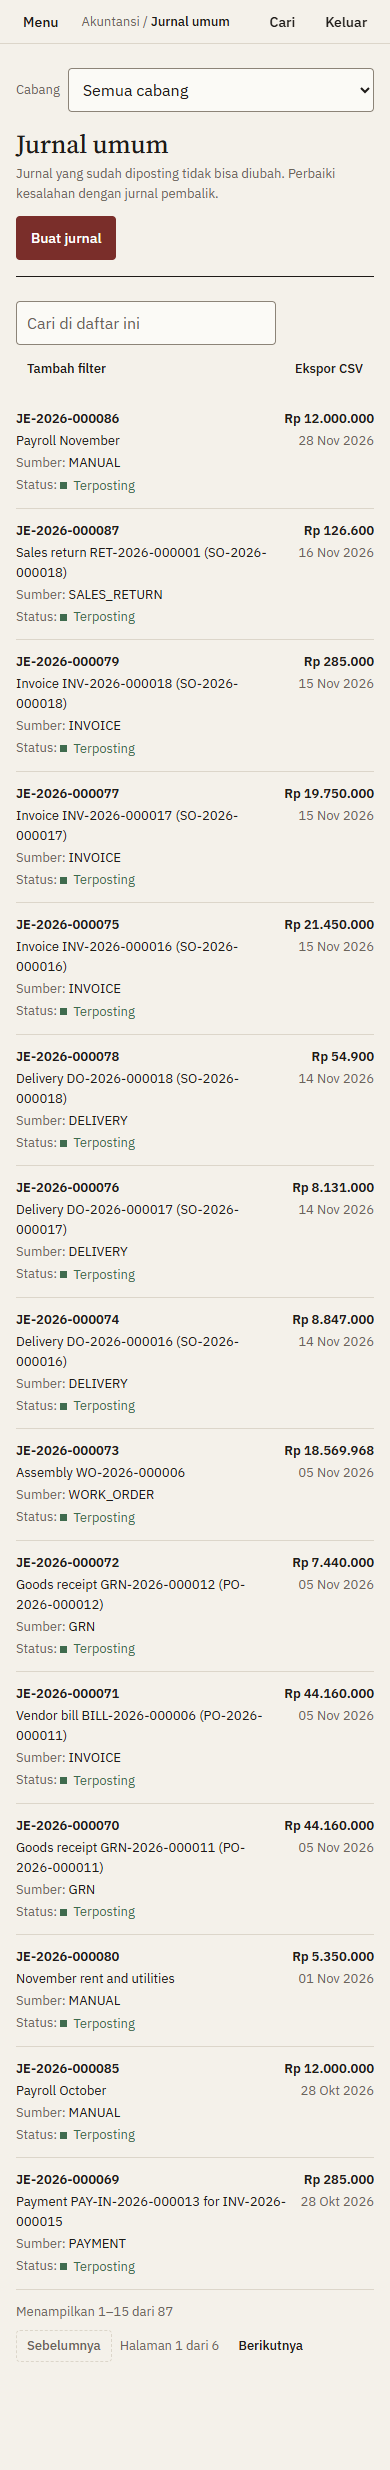 Menu Akuntansi / Jurnal umum Cari Keluar
Cabang Semua cabang
Jurnal umum
Jurnal yang sudah diposting tidak bisa diubah. Perbaiki
kesalahan dengan jurnal pembalik.
Buat jurnal
Cari di daftar ini
Tambah filter Ekspor CSV
JE-2026-000086 Rp 12.000.000
Payroll November 28 Nov 2026
Sumber: MANUAL
Status: Terposting
JE-2026-000087 Rp 126.600
Sales return RET-2026-000001 (SO-2026- 16 Nov 2026
000018)
Sumber: SALES_RETURN
Status: Terposting
JE-2026-000079 Rp 285.000
Invoice INV-2026-000018 (SO-2026- 15 Nov 2026
000018)
Sumber: INVOICE
Status: Terposting
JE-2026-000077 Rp 19.750.000
Invoice INV-2026-000017 (SO-2026- 15 Nov 2026
000017)
Sumber: INVOICE
Status: Terposting
JE-2026-000075 Rp 21.450.000
Invoice INV-2026-000016 (SO-2026- 15 Nov 2026
000016)
Sumber: INVOICE
Status: Terposting
JE-2026-000078 Rp 54.900
Delivery DO-2026-000018 (SO-2026- 14 Nov 2026
000018)
Sumber: DELIVERY
Status: Terposting
JE-2026-000076 Rp 8.131.000
Delivery DO-2026-000017 (SO-2026- 14 Nov 2026
000017)
Sumber: DELIVERY
Status: Terposting
JE-2026-000074 Rp 8.847.000
Delivery DO-2026-000016 (SO-2026- 14 Nov 2026
000016)
Sumber: DELIVERY
Status: Terposting
JE-2026-000073 Rp 18.569.968
Assembly WO-2026-000006 05 Nov 2026
Sumber: WORK_ORDER
Status: Terposting
JE-2026-000072 Rp 7.440.000
Goods receipt GRN-2026-000012 (PO- 05 Nov 2026
2026-000012)
Sumber: GRN
Status: Terposting
JE-2026-000071 Rp 44.160.000
Vendor bill BILL-2026-000006 (PO-2026- 05 Nov 2026
000011)
Sumber: INVOICE
Status: Terposting
JE-2026-000070 Rp 44.160.000
Goods receipt GRN-2026-000011 (PO- 05 Nov 2026
2026-000011)
Sumber: GRN
Status: Terposting
JE-2026-000080 Rp 5.350.000
November rent and utilities 01 Nov 2026
Sumber: MANUAL
Status: Terposting
JE-2026-000085 Rp 12.000.000
Payroll October 28 Okt 2026
Sumber: MANUAL
Status: Terposting
JE-2026-000069 Rp 285.000
Payment PAY-IN-2026-000013 for INV-2026- 28 Okt 2026
000015
Sumber: PAYMENT
Status: Terposting
Menampilkan 1–15 dari 87
Sebelumnya Halaman 1 dari 6 Berikutnya